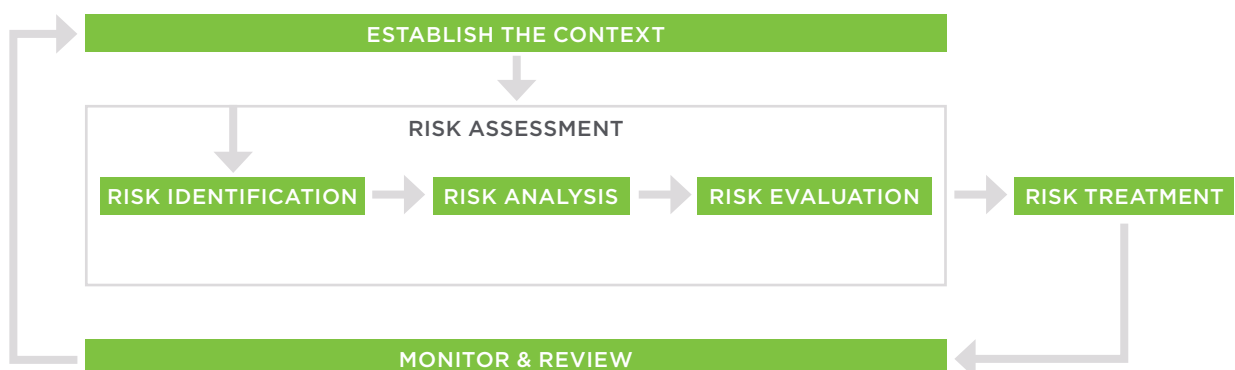 ESTABLISH THE CONTEXT
RISK ASSESSMENT
RISK IDENTIFICATION
RISK ANALYSIS
RISK EVALUATION
RISK TREATMENT
MONITOR & REVIEW